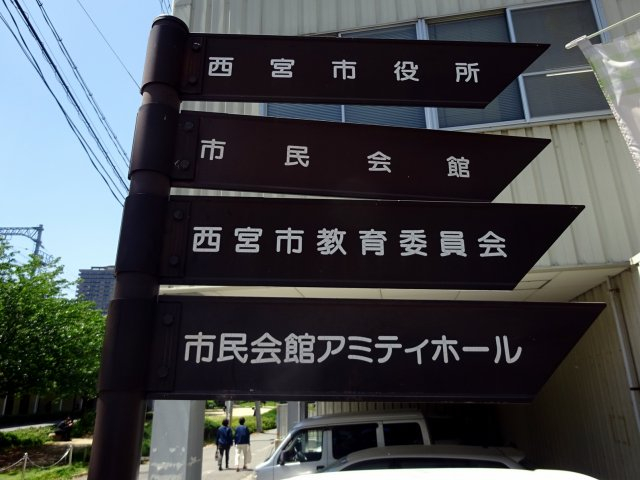 西宮市役所
市民会館
西宮市教育委員会
市民会館アミティホール